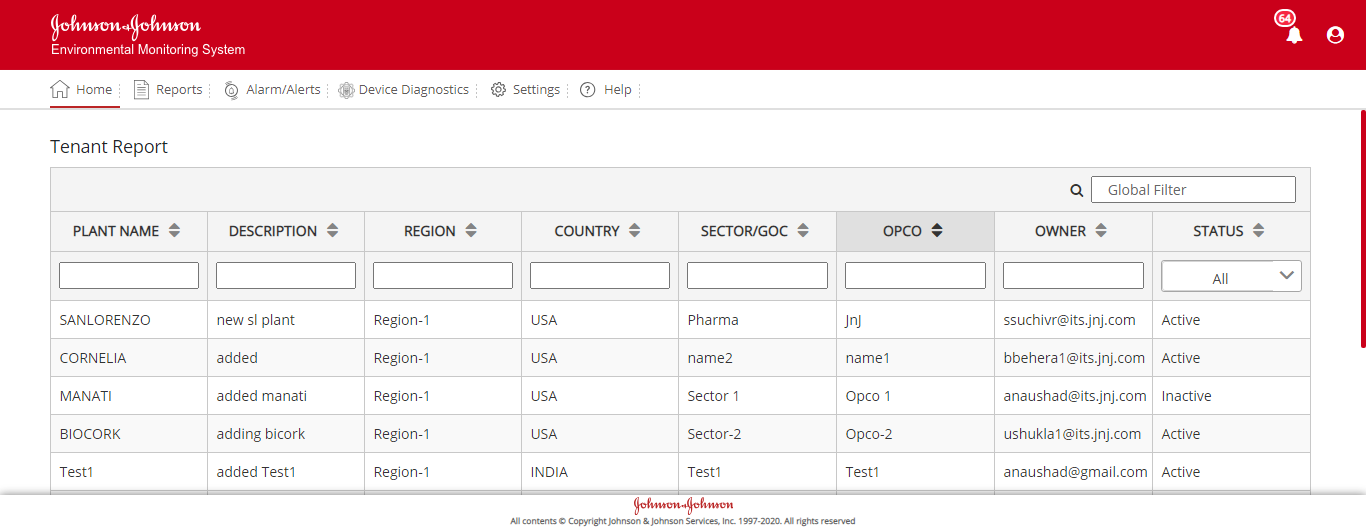 Johnson & Johnson
64
Environmental Monitoring System
Home Reports Alarm/Alerts Device Diagnostics Settings Help
Tenant Report
Global Filter
PLANT NAME DESCRIPTION REGION COUNTRY SECTOR/GOC OPCO OWNER STATUS
All
SANLORENZO new sl plant Region-1 USA Pharma JnJ ssuchivr@its.jnj.com Active
CORNELIA added Region-1 USA name2 name1 bbehera1@its.jnj.com Active
MANATI added manati Region-1 USA Sector 1 Opco 1 anaushad@its.jnj.com Inactive
BIOCORK adding bicork Region-1 USA Sector-2 Opco-2 ushukla1@its.jnj.com Active
Test1 added Test1 Region-1 INDIA Test1 Test1 anaushad@gmail.com Active
Johnson & Johnson
All contents © Copyright Johnson & Johnson Services, Inc. 1997-2020. All rights reserved